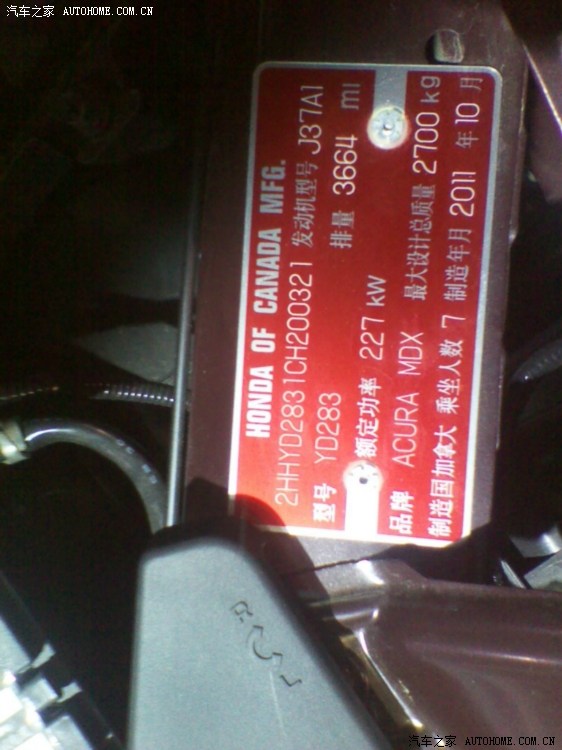 汽车之家 AUTOHOME.COM.CN
HONDA OF CANADA MFG.
2HHYD2831CH200321
型号 YD283 发动机型号 J37A1
额定功率 227 kW 排量 3664 ml
品牌 ACURA MDX 最大设计总质量 2700 kg
制造国 加拿大 乘坐人数 7 制造年月 2011 年 10 月
汽车之家 AUTOHOME.COM.CN